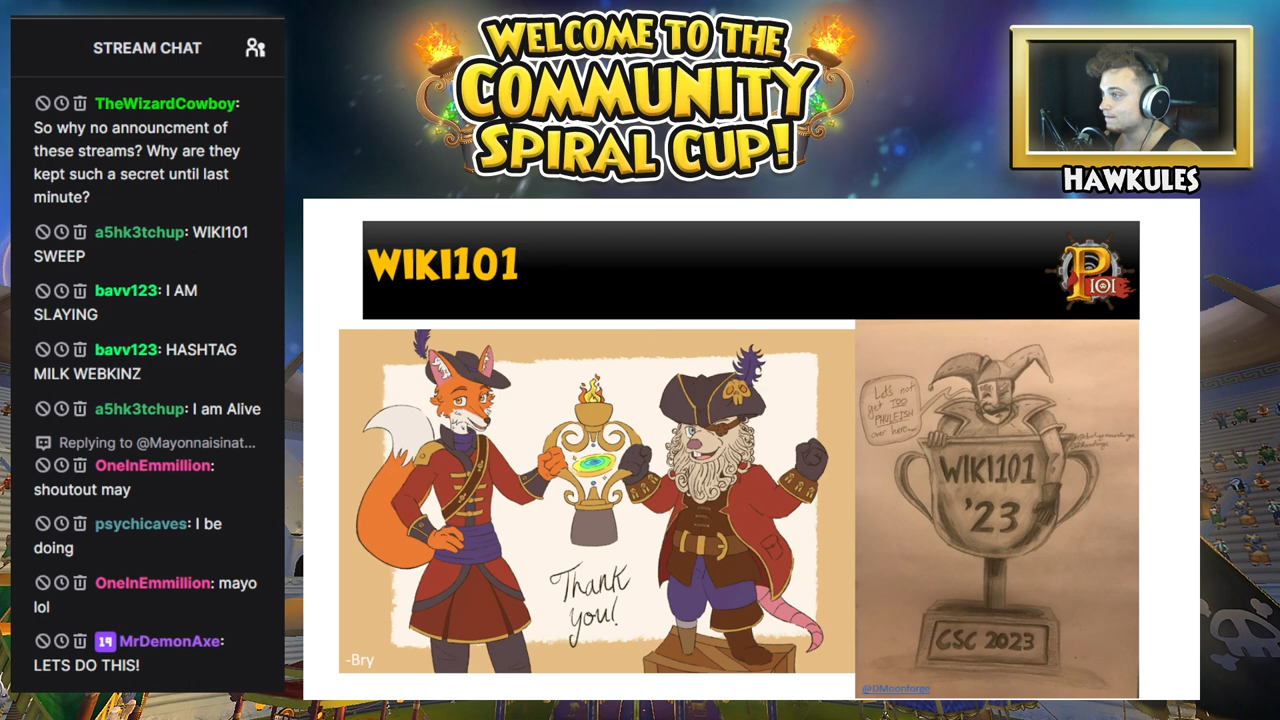 STREAM CHAT
TheWizardCowboy:
So why no announcment of
these streams? Why are they
kept such a secret until last
minute?
a5hk3tchup: WIKI101
SWEEP
bavv123: I AM
SLAYING
bavv123: HASHTAG
MILK WEBKINZ
a5hk3tchup: I am Alive
Replying to @Mayonnaisinat...
OneInEmmillion:
shoutout may
psychicaves: I be
doing
OneInEmmillion: mayo
lol
19 MrDemonAxe:
LETS DO THIS!
WELCOME TO THE
COMMUNITY
SPIRAL CUP!
HAWKULES
WIKI101
P101
Thank
you!
-Bry
Let's not
get TOO
PHULEISH
over here...
WIKI101
'23
CSC 2023
@DMoonforge